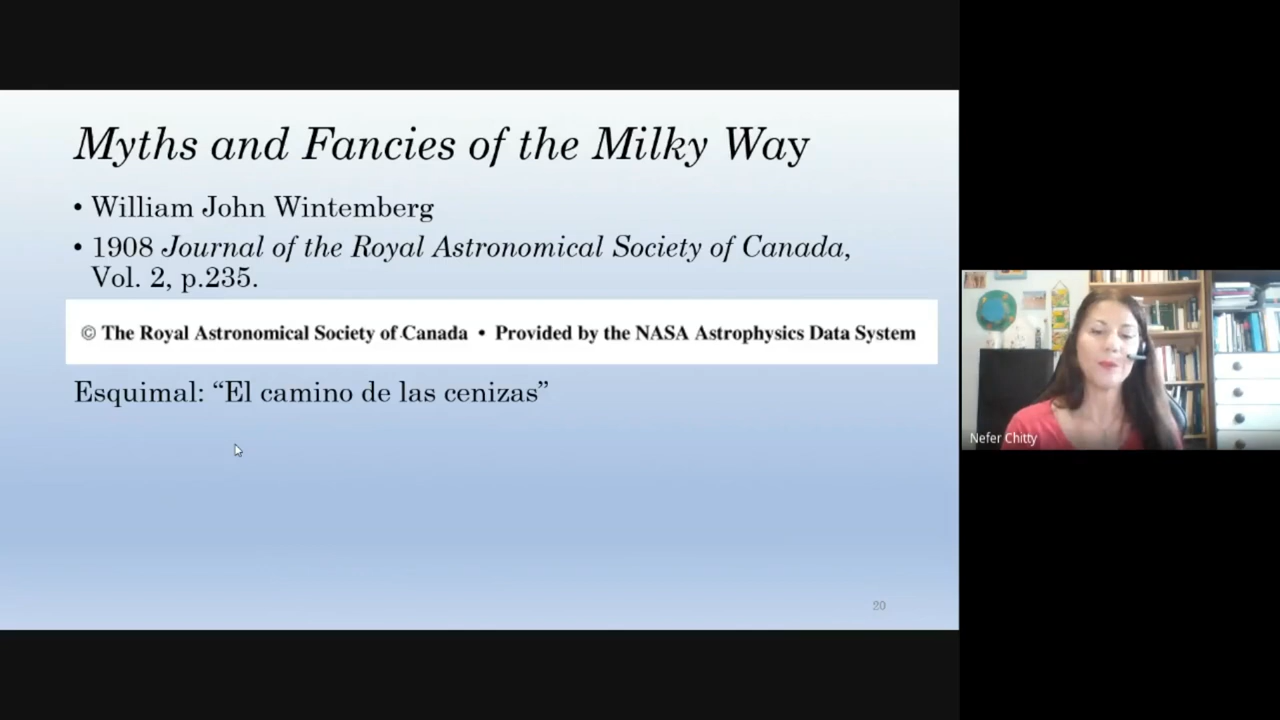 Myths and Fancies of the Milky Way
• William John Wintemberg
• 1908 Journal of the Royal Astronomical Society of Canada,
Vol. 2, p.235.
© The Royal Astronomical Society of Canada • Provided by the NASA Astrophysics Data System
Esquimal: “El camino de las cenizas”
20
Nefer Chitty